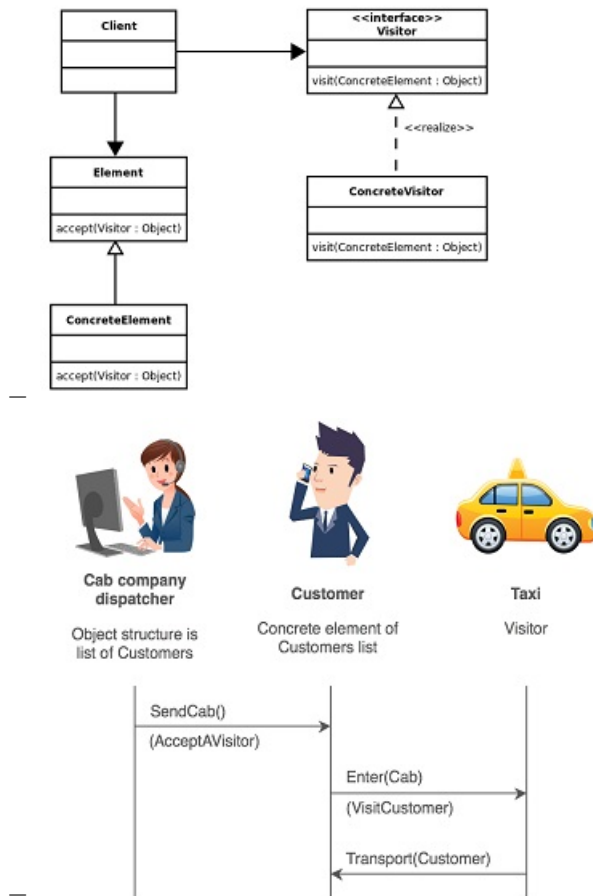 Client
<<interface>>
Visitor
visit(ConcreteElement : Object)
<<realize>>
Element
accept(Visitor : Object)
ConcreteVisitor
visit(ConcreteElement : Object)
ConcreteElement
accept(Visitor : Object)
Cab company
dispatcher
Object structure is
list of Customers
Customer
Concrete element of
Customers list
Taxi
Visitor
SendCab()
(AcceptAVisitor)
Enter(Cab)
(VisitCustomer)
Transport(Customer)